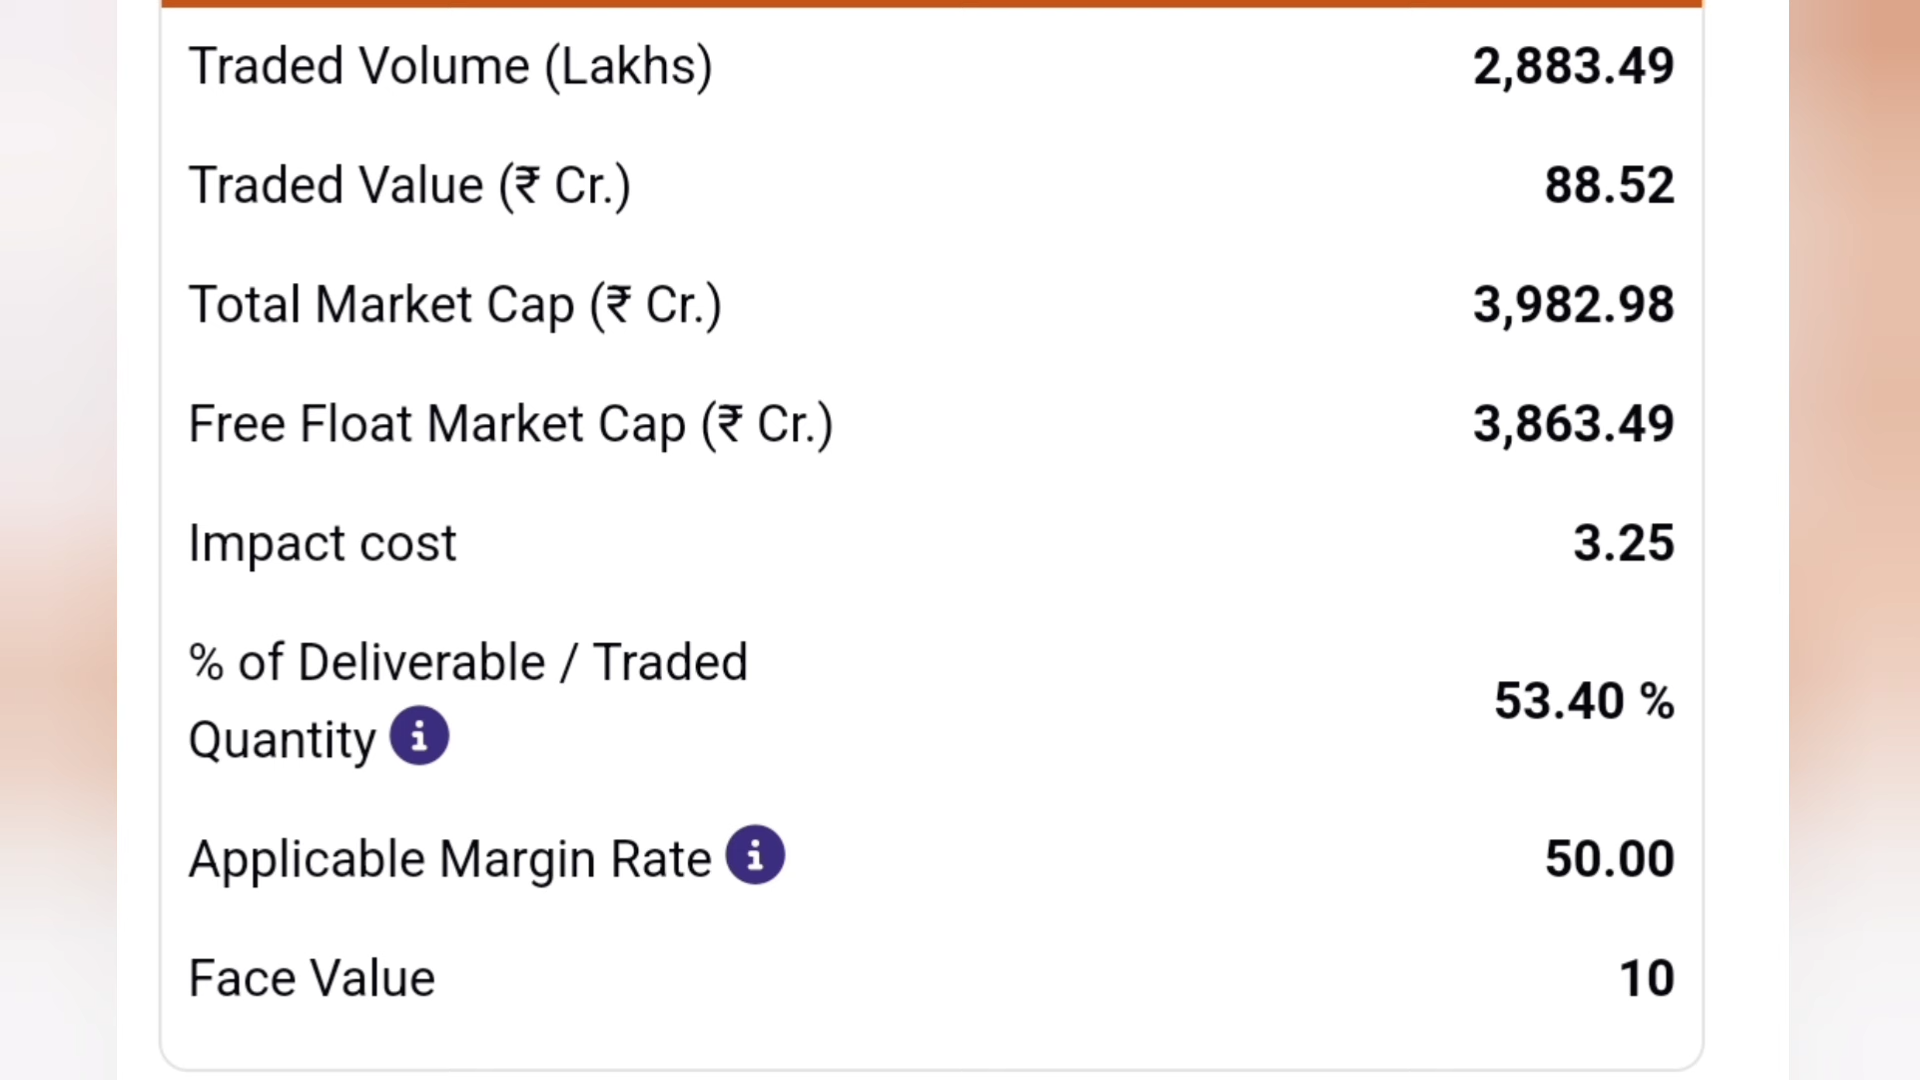 Traded Volume (Lakhs) 2,883.49
Traded Value (₹ Cr.) 88.52
Total Market Cap (₹ Cr.) 3,982.98
Free Float Market Cap (₹ Cr.) 3,863.49
Impact cost 3.25
% of Deliverable / Traded
Quantity i 53.40 %
Applicable Margin Rate i 50.00
Face Value 10